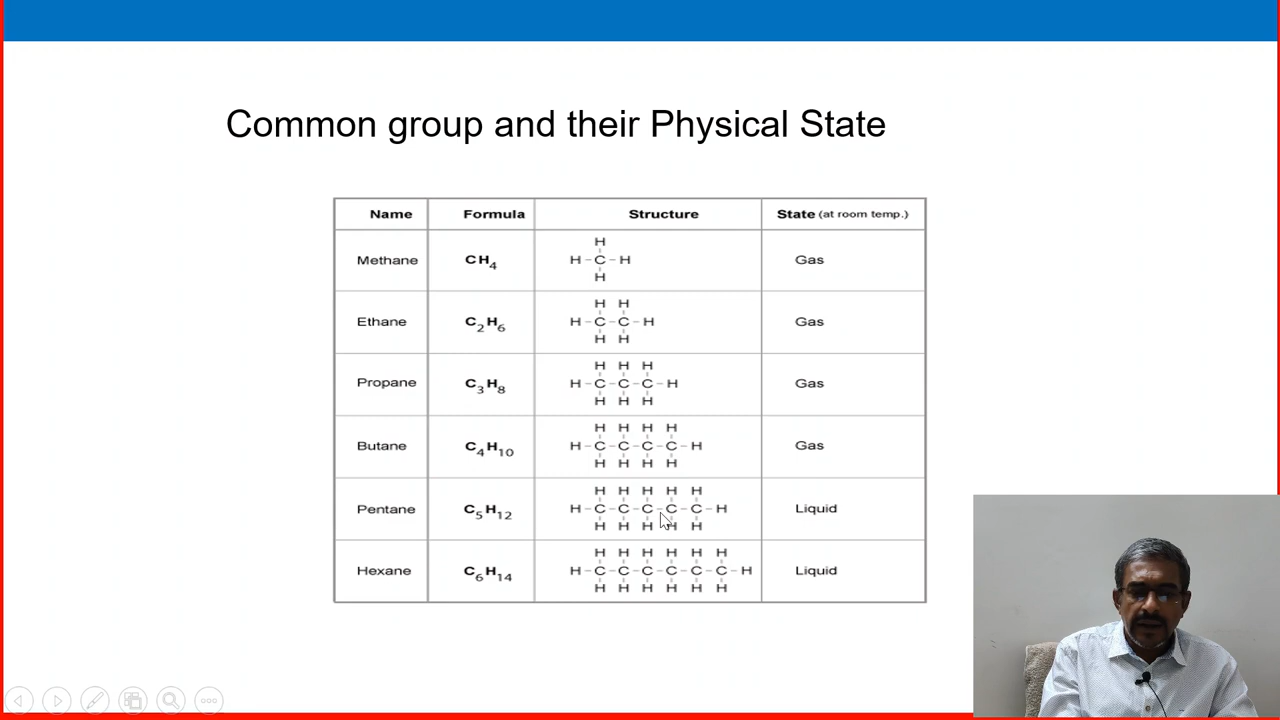 Common group and their Physical State
Name Formula Structure State (at room temp.)
H
Methane CH4 H-C-H Gas
H
H H
Ethane C2H6 H-C-C-H Gas
H H
H H H
Propane C3H8 H-C-C-C-H Gas
H H H
H H H H
Butane C4H10 H-C-C-C-C-H Gas
H H H H
H H H H H
Pentane C5H12 H-C-C-C-C-C-H Liquid
H H H H H
H H H H H H
Hexane C6H14 H-C-C-C-C-C-C-H Liquid
H H H H H H